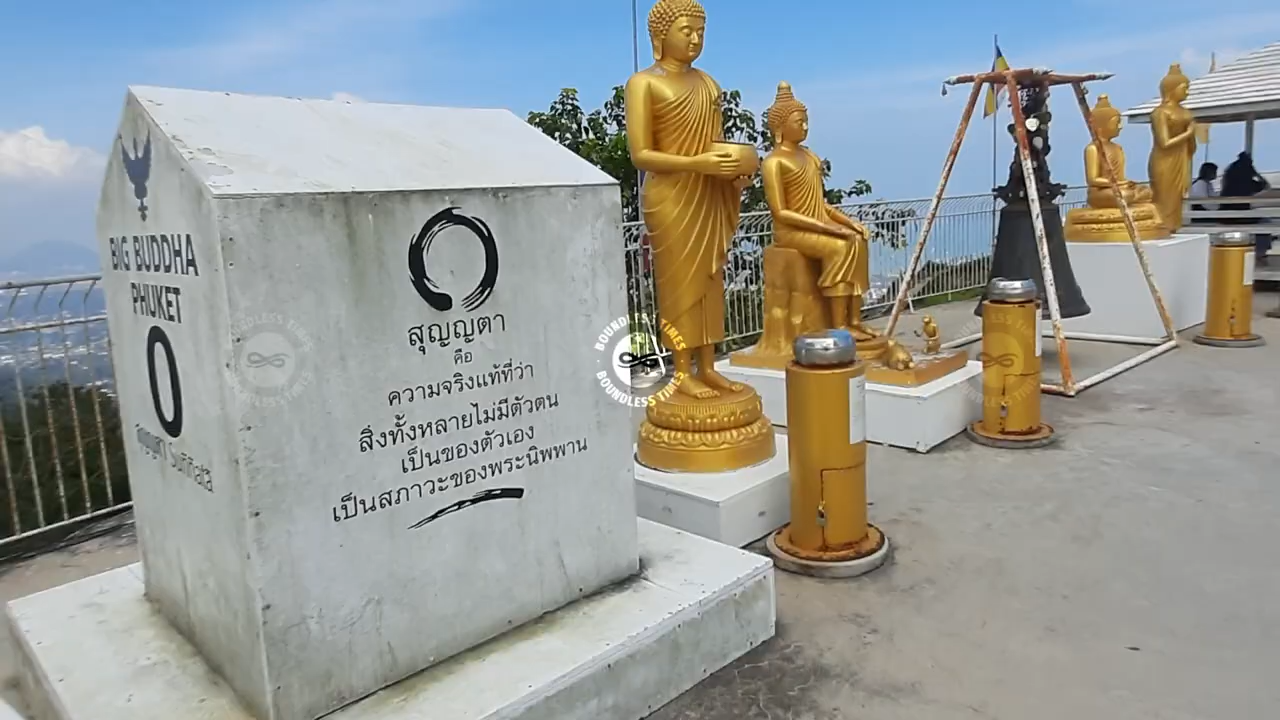 BIG BUDDHA
PHUKET
0
Suññata
สุญญตา
คือ
ความจริงแท้ที่ว่า
สิ่งทั้งหลายไม่มีตัวตน
เป็นของตัวเอง
เป็นสภาวะของพระนิพพาน
BOUNDLESS TIMES
BOUNDLESS TIMES